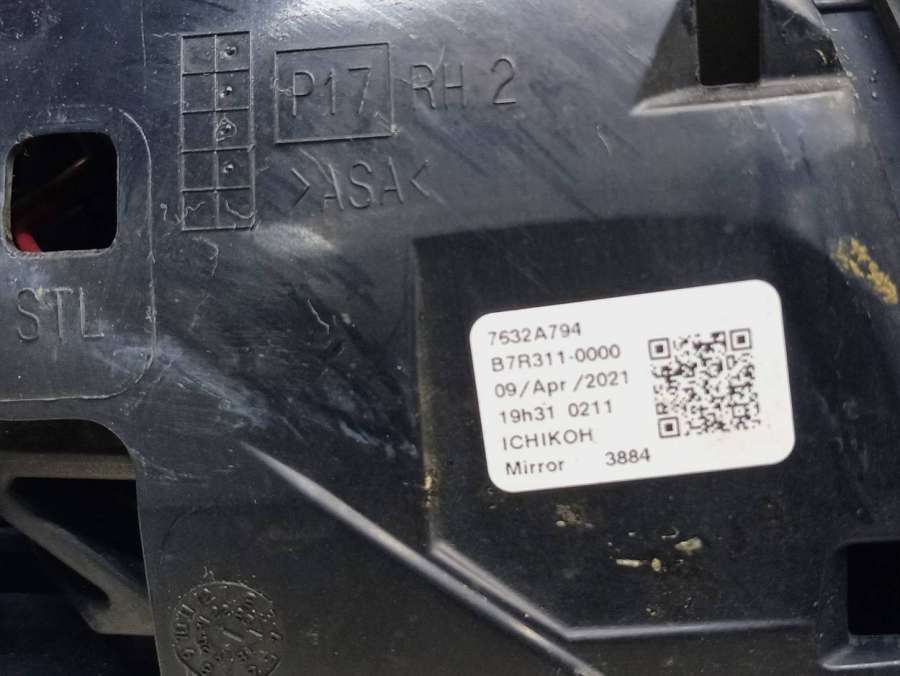 P17 RH 2
>ASA<
STL
7632A794
B7R311-0000
09/Apr/2021
19h31 0211
ICHIKOH
Mirror 3884